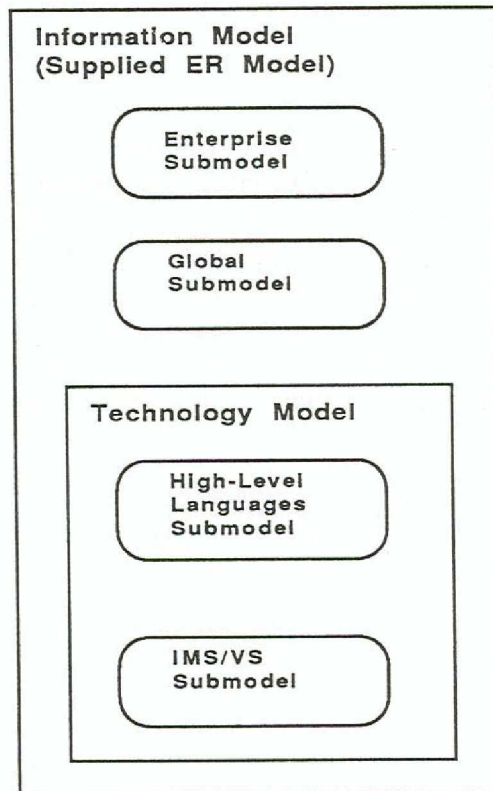 Information Model
(Supplied ER Model)
Enterprise
Submodel
Global
Submodel
Technology Model
High-Level
Languages
Submodel
IMS/VS
Submodel